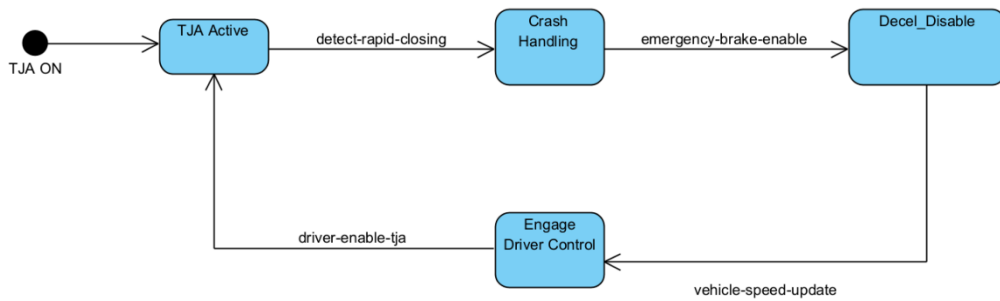 TJA ON
TJA Active
detect-rapid-closing
Crash
Handling
emergency-brake-enable
Decel_Disable
driver-enable-tja
Engage
Driver Control
vehicle-speed-update